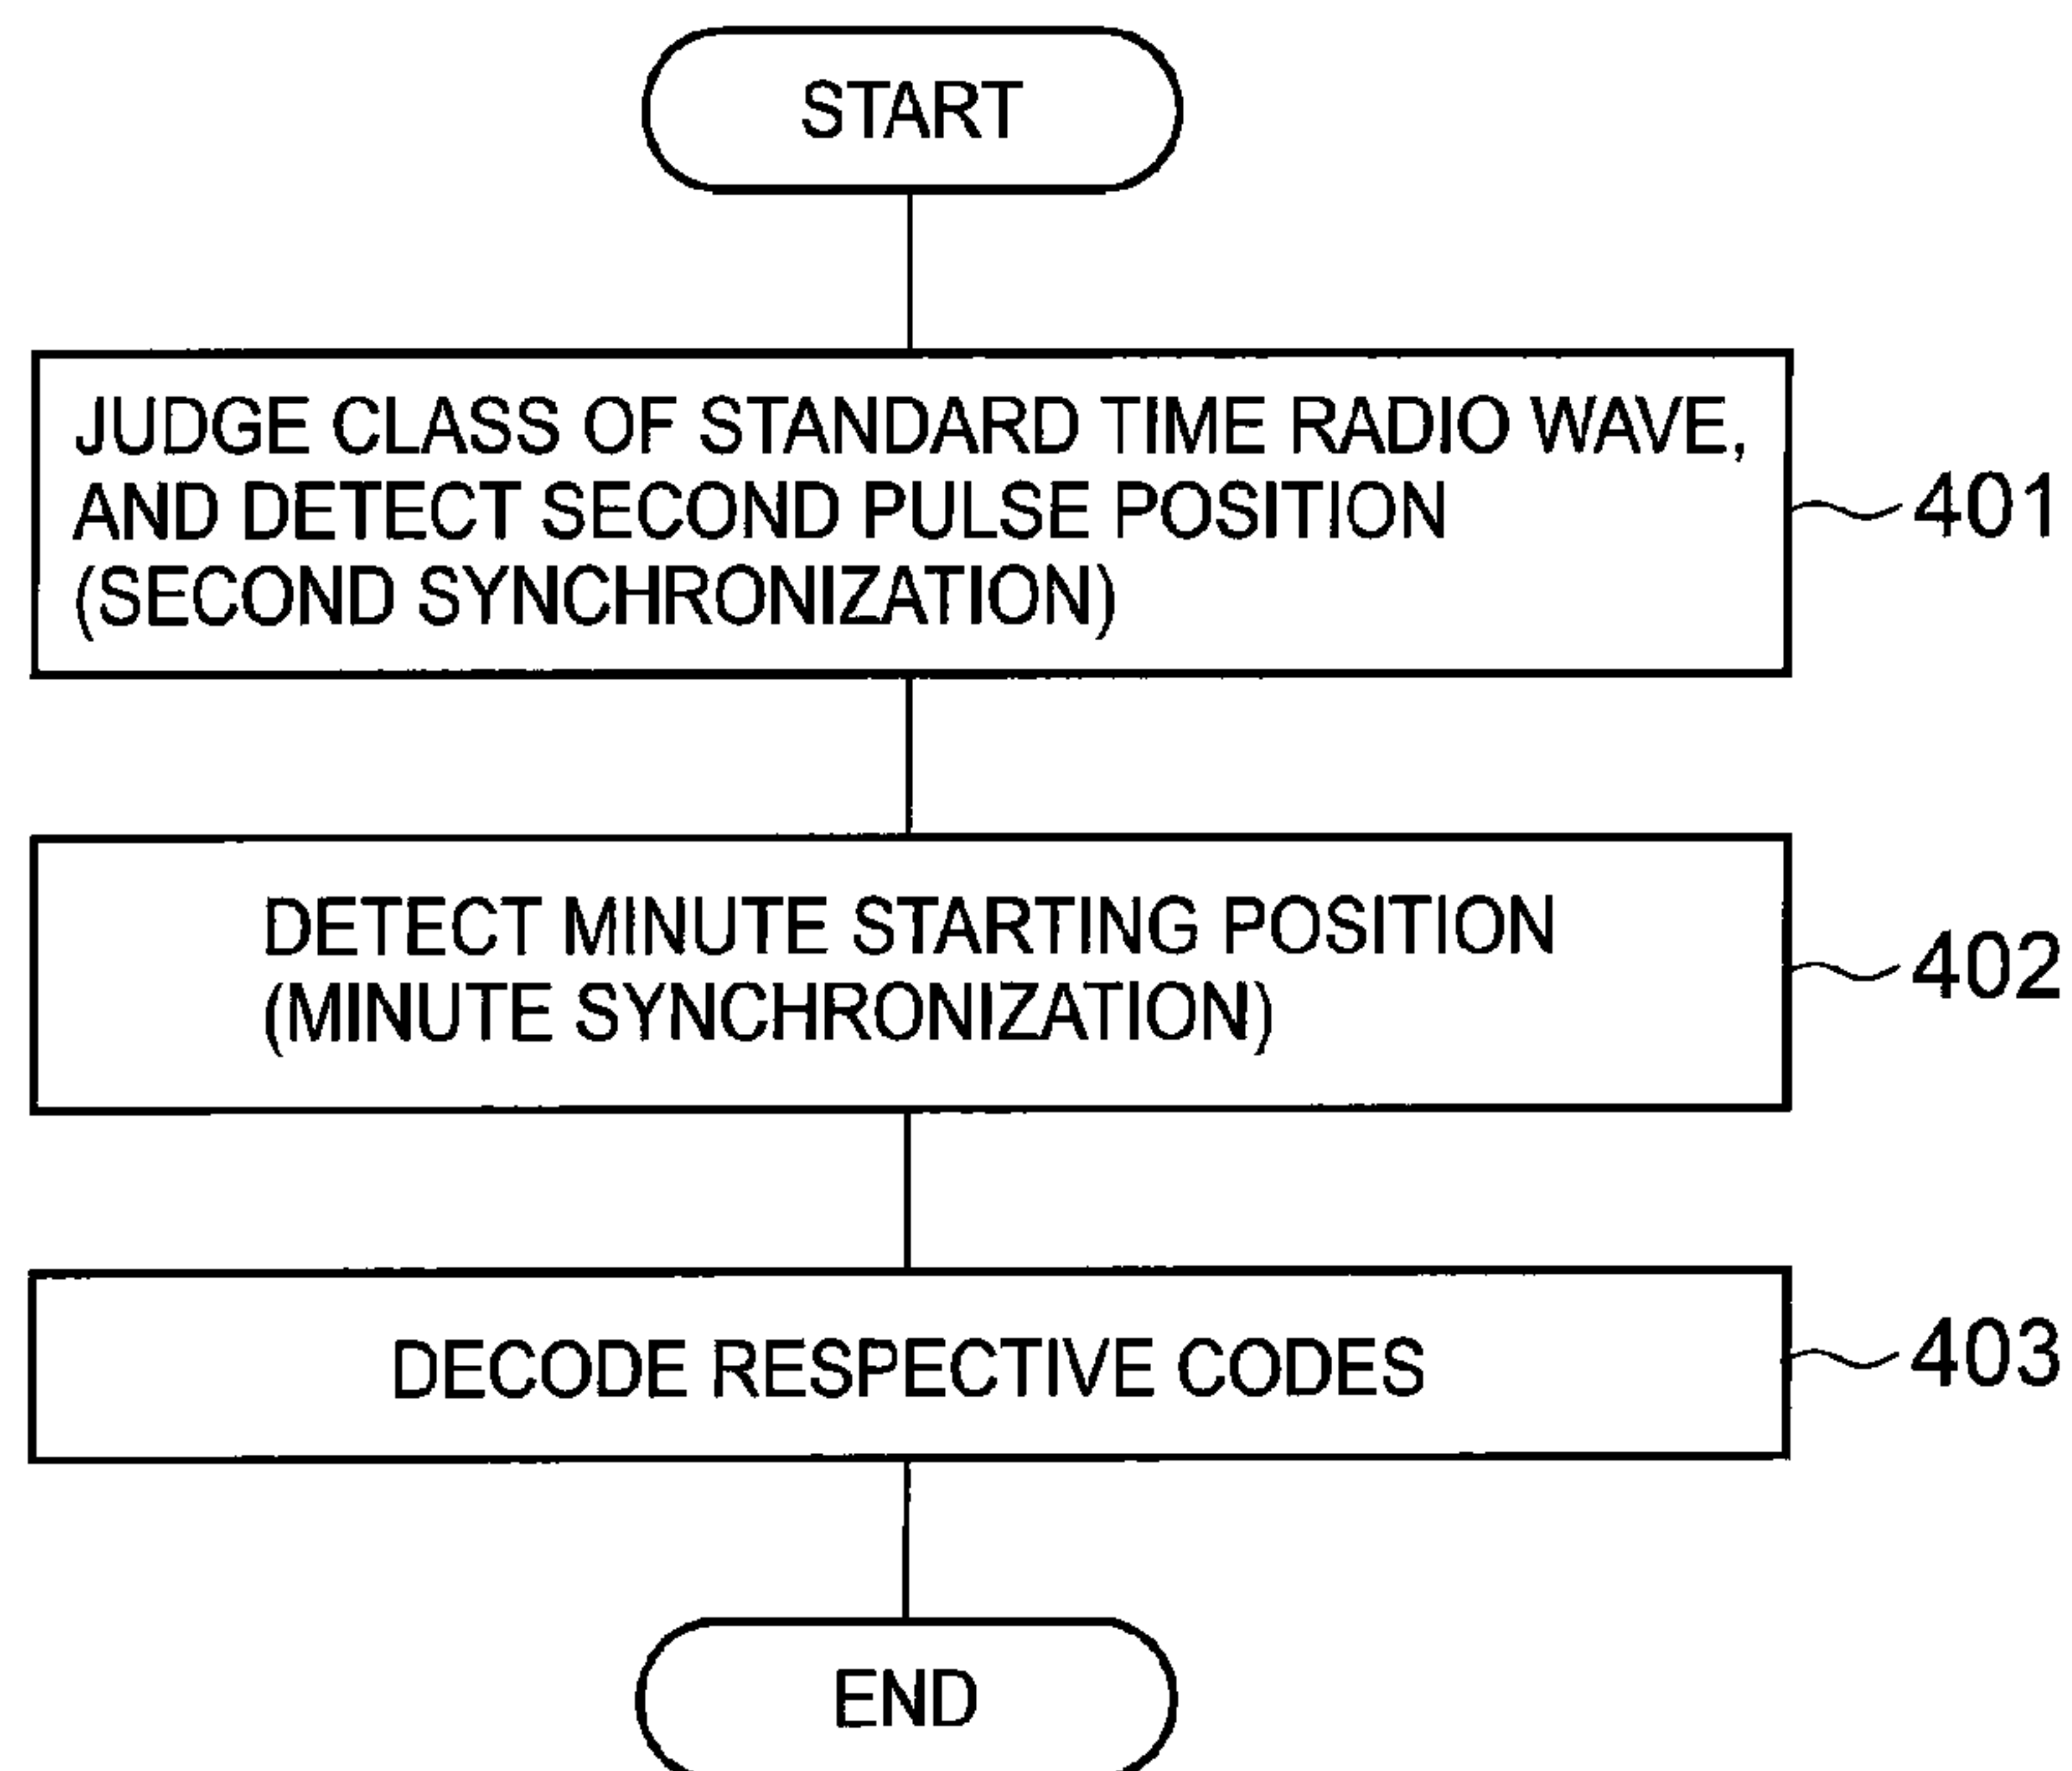 START
JUDGE CLASS OF STANDARD TIME RADIO WAVE,
AND DETECT SECOND PULSE POSITION
(SECOND SYNCHRONIZATION)
401
DETECT MINUTE STARTING POSITION
(MINUTE SYNCHRONIZATION)
402
DECODE RESPECTIVE CODES
403
END